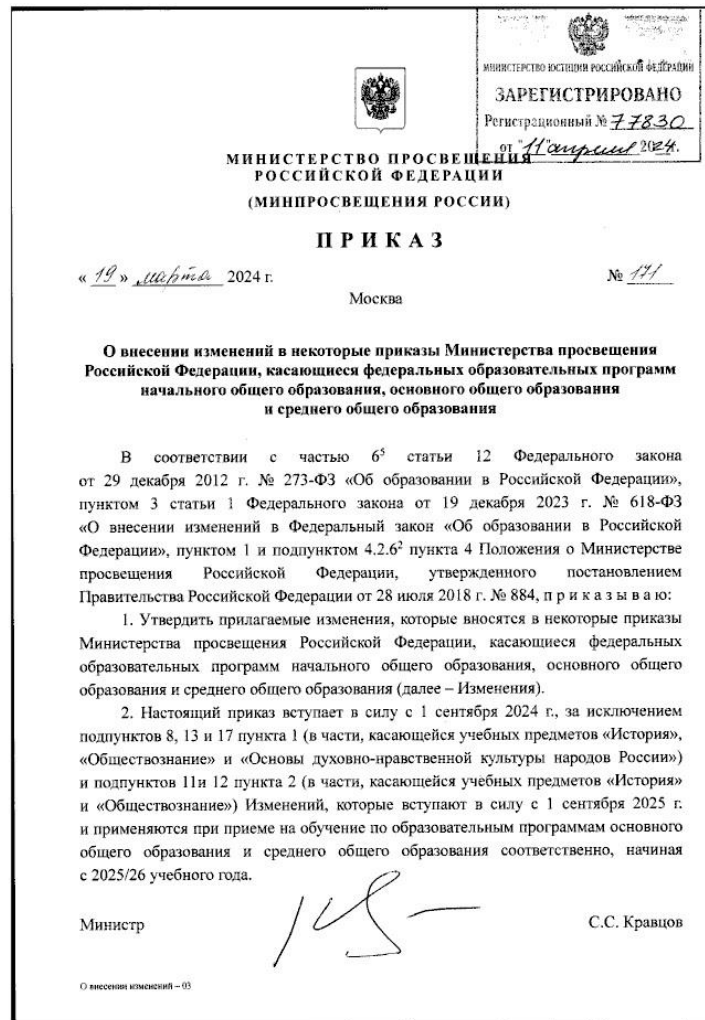 МИНИСТЕРСТВО ЮСТИЦИИ РОССИЙСКОЙ ФЕДЕРАЦИИ
ЗАРЕГИСТРИРОВАНО
Регистрационный № 77830
от "11" апреля 2024.
МИНИСТЕРСТВО ПРОСВЕЩЕНИЯ
РОССИЙСКОЙ ФЕДЕРАЦИИ
(МИНПРОСВЕЩЕНИЯ РОССИИ)
ПРИКАЗ
« 19 » марта 2024 г.
№ 171
Москва
О внесении изменений в некоторые приказы Министерства просвещения
Российской Федерации, касающиеся федеральных образовательных программ
начального общего образования, основного общего образования
и среднего общего образования
В соответствии с частью 6⁵ статьи 12 Федерального закона
от 29 декабря 2012 г. № 273-ФЗ «Об образовании в Российской Федерации»,
пунктом 3 статьи 1 Федерального закона от 19 декабря 2023 г. № 618-ФЗ
«О внесении изменений в Федеральный закон «Об образовании в Российской
Федерации», пунктом 1 и подпунктом 4.2.6² пункта 4 Положения о Министерстве
просвещения Российской Федерации, утвержденного постановлением
Правительства Российской Федерации от 28 июля 2018 г. № 884, п р и к а з ы в а ю:
1. Утвердить прилагаемые изменения, которые вносятся в некоторые приказы
Министерства просвещения Российской Федерации, касающиеся федеральных
образовательных программ начального общего образования, основного общего
образования и среднего общего образования (далее – Изменения).
2. Настоящий приказ вступает в силу с 1 сентября 2024 г., за исключением
подпунктов 8, 13 и 17 пункта 1 (в части, касающейся учебных предметов «История»,
«Обществознание» и «Основы духовно-нравственной культуры народов России»)
и подпунктов 11и 12 пункта 2 (в части, касающейся учебных предметов «История»
и «Обществознание») Изменений, которые вступают в силу с 1 сентября 2025 г.
и применяются при приеме на обучение по образовательным программам основного
общего образования и среднего общего образования соответственно, начиная
с 2025/26 учебного года.
Министр
С.С. Кравцов
О внесении изменений – 03